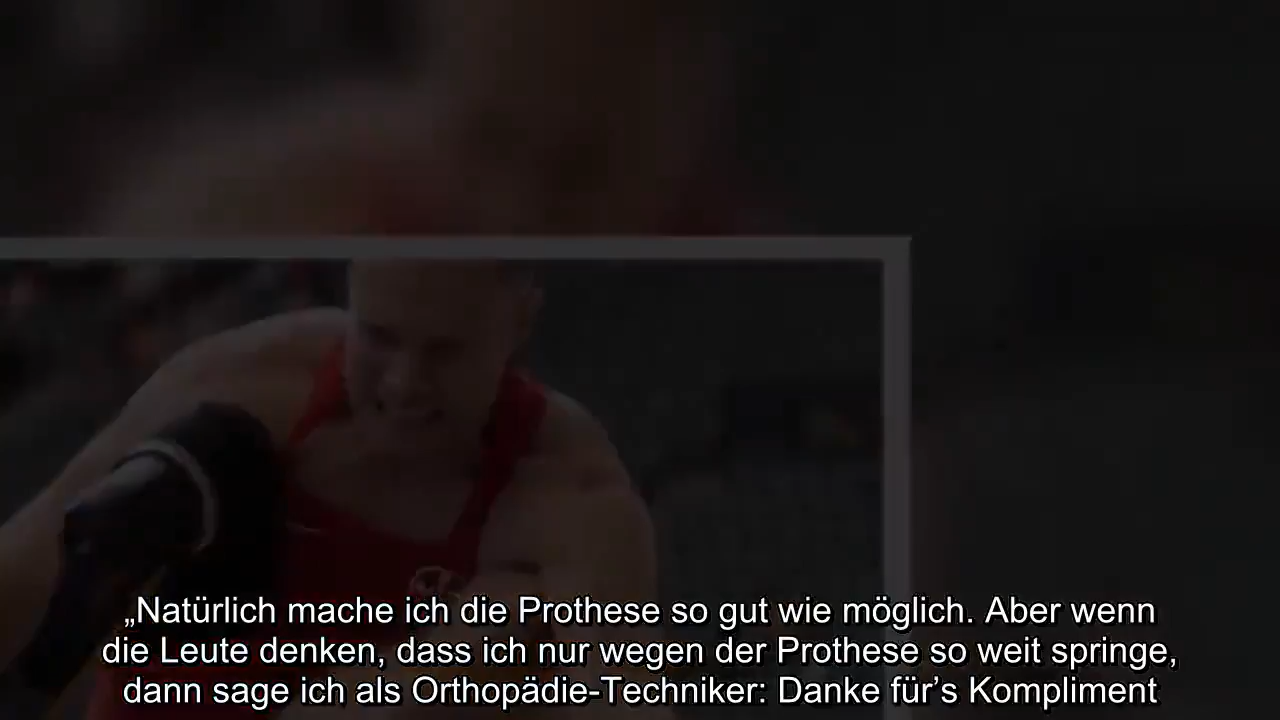 „Natürlich mache ich die Prothese so gut wie möglich. Aber wenn
die Leute denken, dass ich nur wegen der Prothese so weit springe,
dann sage ich als Orthopädie-Techniker: Danke für’s Kompliment